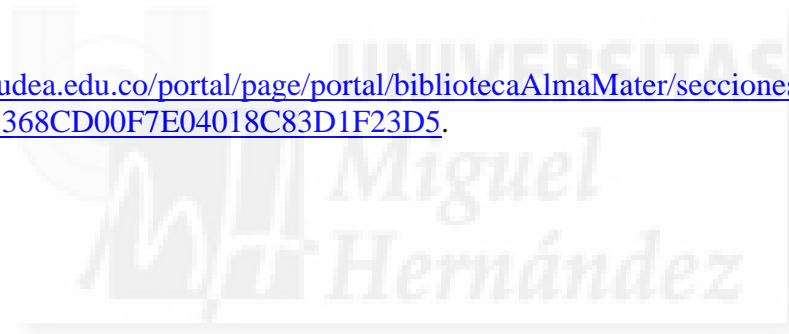 UNIVERSITAS
udea.edu.co/portal/page/portal/bibliotecaAlmaMater/secciones
368CD00F7E04018C83D1F23D5.
Miguel
Hernández